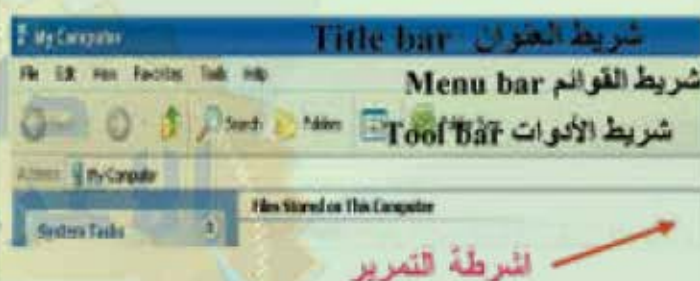 My Computer
شريط العنوان Title bar
File Edit View Favorites Tools Help
شريط القوائم Menu bar
Search Folders
شريط الأدوات Tool bar
Address My Computer
Files Stored on This Computer
System Tasks
اشرطة التمرير